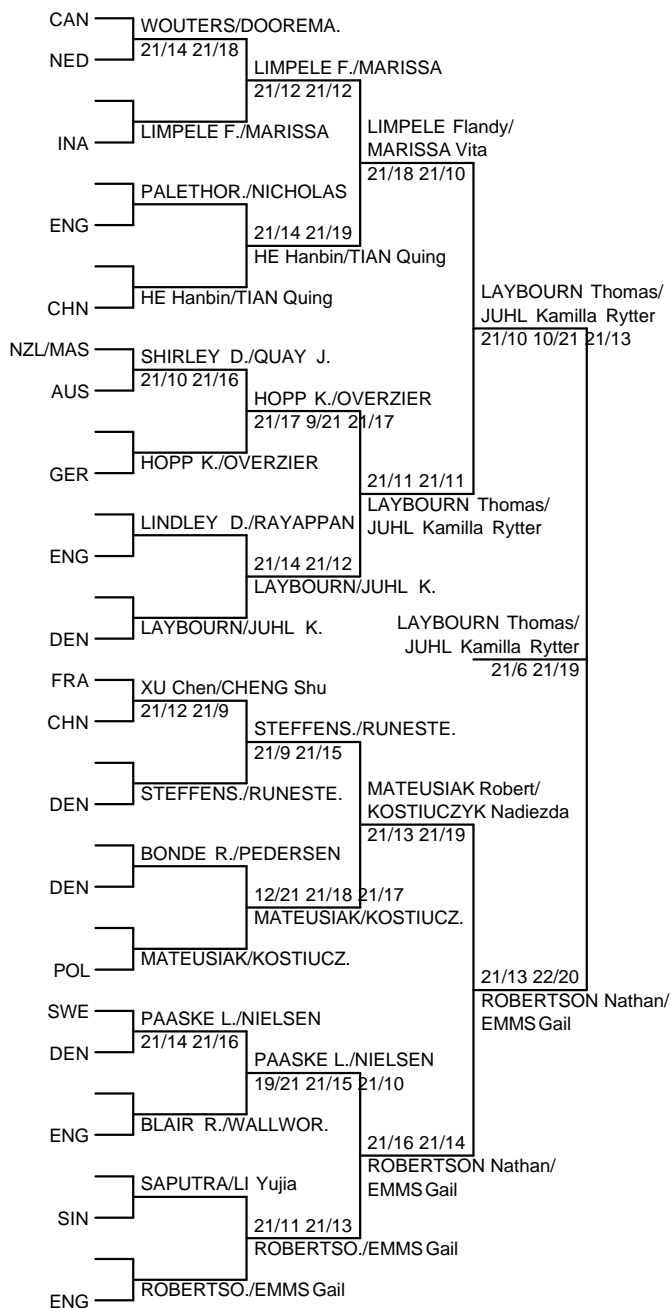 CAN
WOUTERS/DOOREMA.
21/14 21/18
NED
LIMPELE F./MARISSA
21/12 21/12
LIMPELE F./MARISSA
INA
LIMPELE Flandy/
MARISSA Vita
21/18 21/10
PALETHOR./NICHOLAS
ENG
21/14 21/19
HE Hanbin/TIAN Quing
HE Hanbin/TIAN Quing
CHN
LAYBOURN Thomas/
JUHL Kamilla Rytter
21/10 10/21 21/13
NZL/MAS
SHIRLEY D./QUAY J.
21/10 21/16
AUS
HOPP K./OVERZIER
21/17 9/21 21/17
HOPP K./OVERZIER
GER
21/11 21/11
LAYBOURN Thomas/
JUHL Kamilla Rytter
LINDLEY D./RAYAPPAN
ENG
21/14 21/12
LAYBOURN/JUHL K.
LAYBOURN/JUHL K.
DEN
LAYBOURN Thomas/
JUHL Kamilla Rytter
21/6 21/19
FRA
XU Chen/CHENG Shu
21/12 21/9
CHN
STEFFENS./RUNESTE.
21/9 21/15
STEFFENS./RUNESTE.
DEN
MATEUSIAK Robert/
KOSTIUCZYK Nadiezda
21/13 21/19
BONDE R./PEDERSEN
DEN
12/21 21/18 21/17
MATEUSIAK/KOSTIUCZ.
MATEUSIAK/KOSTIUCZ.
POL
21/13 22/20
ROBERTSON Nathan/
EMMS Gail
SWE
PAASKE L./NIELSEN
21/14 21/16
DEN
PAASKE L./NIELSEN
19/21 21/15 21/10
BLAIR R./WALLWOR.
ENG
21/16 21/14
ROBERTSON Nathan/
EMMS Gail
SAPUTRA/LI Yujia
SIN
21/11 21/13
ROBERTSO./EMMS Gail
ROBERTSO./EMMS Gail
ENG